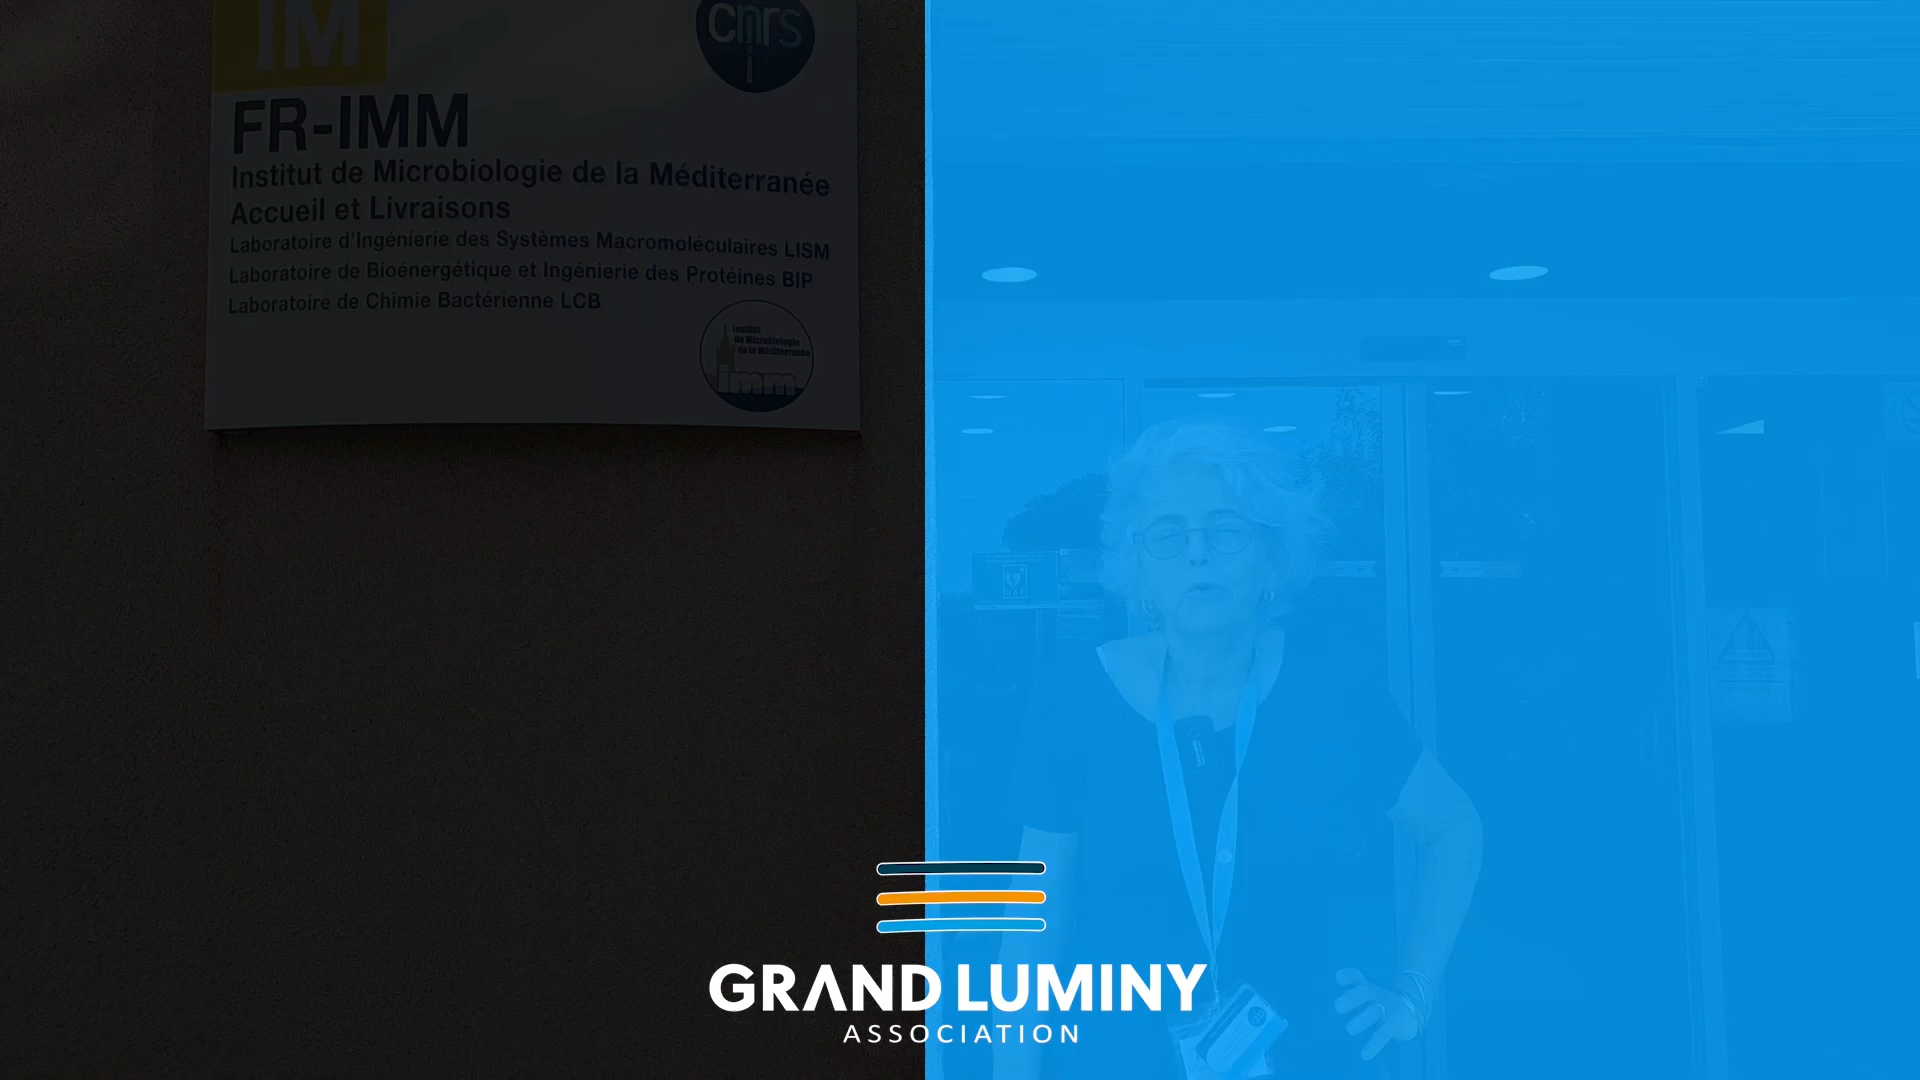 IM
cnrs
FR-IMM
Institut de Microbiologie de la Méditerranée
Accueil et Livraisons
Laboratoire d'Ingénierie des Systèmes Macromoléculaires LISM
Laboratoire de Bioénergétique et Ingénierie des Protéines BIP
Laboratoire de Chimie Bactérienne LCB
Institut
de Microbiologie
de la Méditerranée
imm
GRAND LUMINY
ASSOCIATION